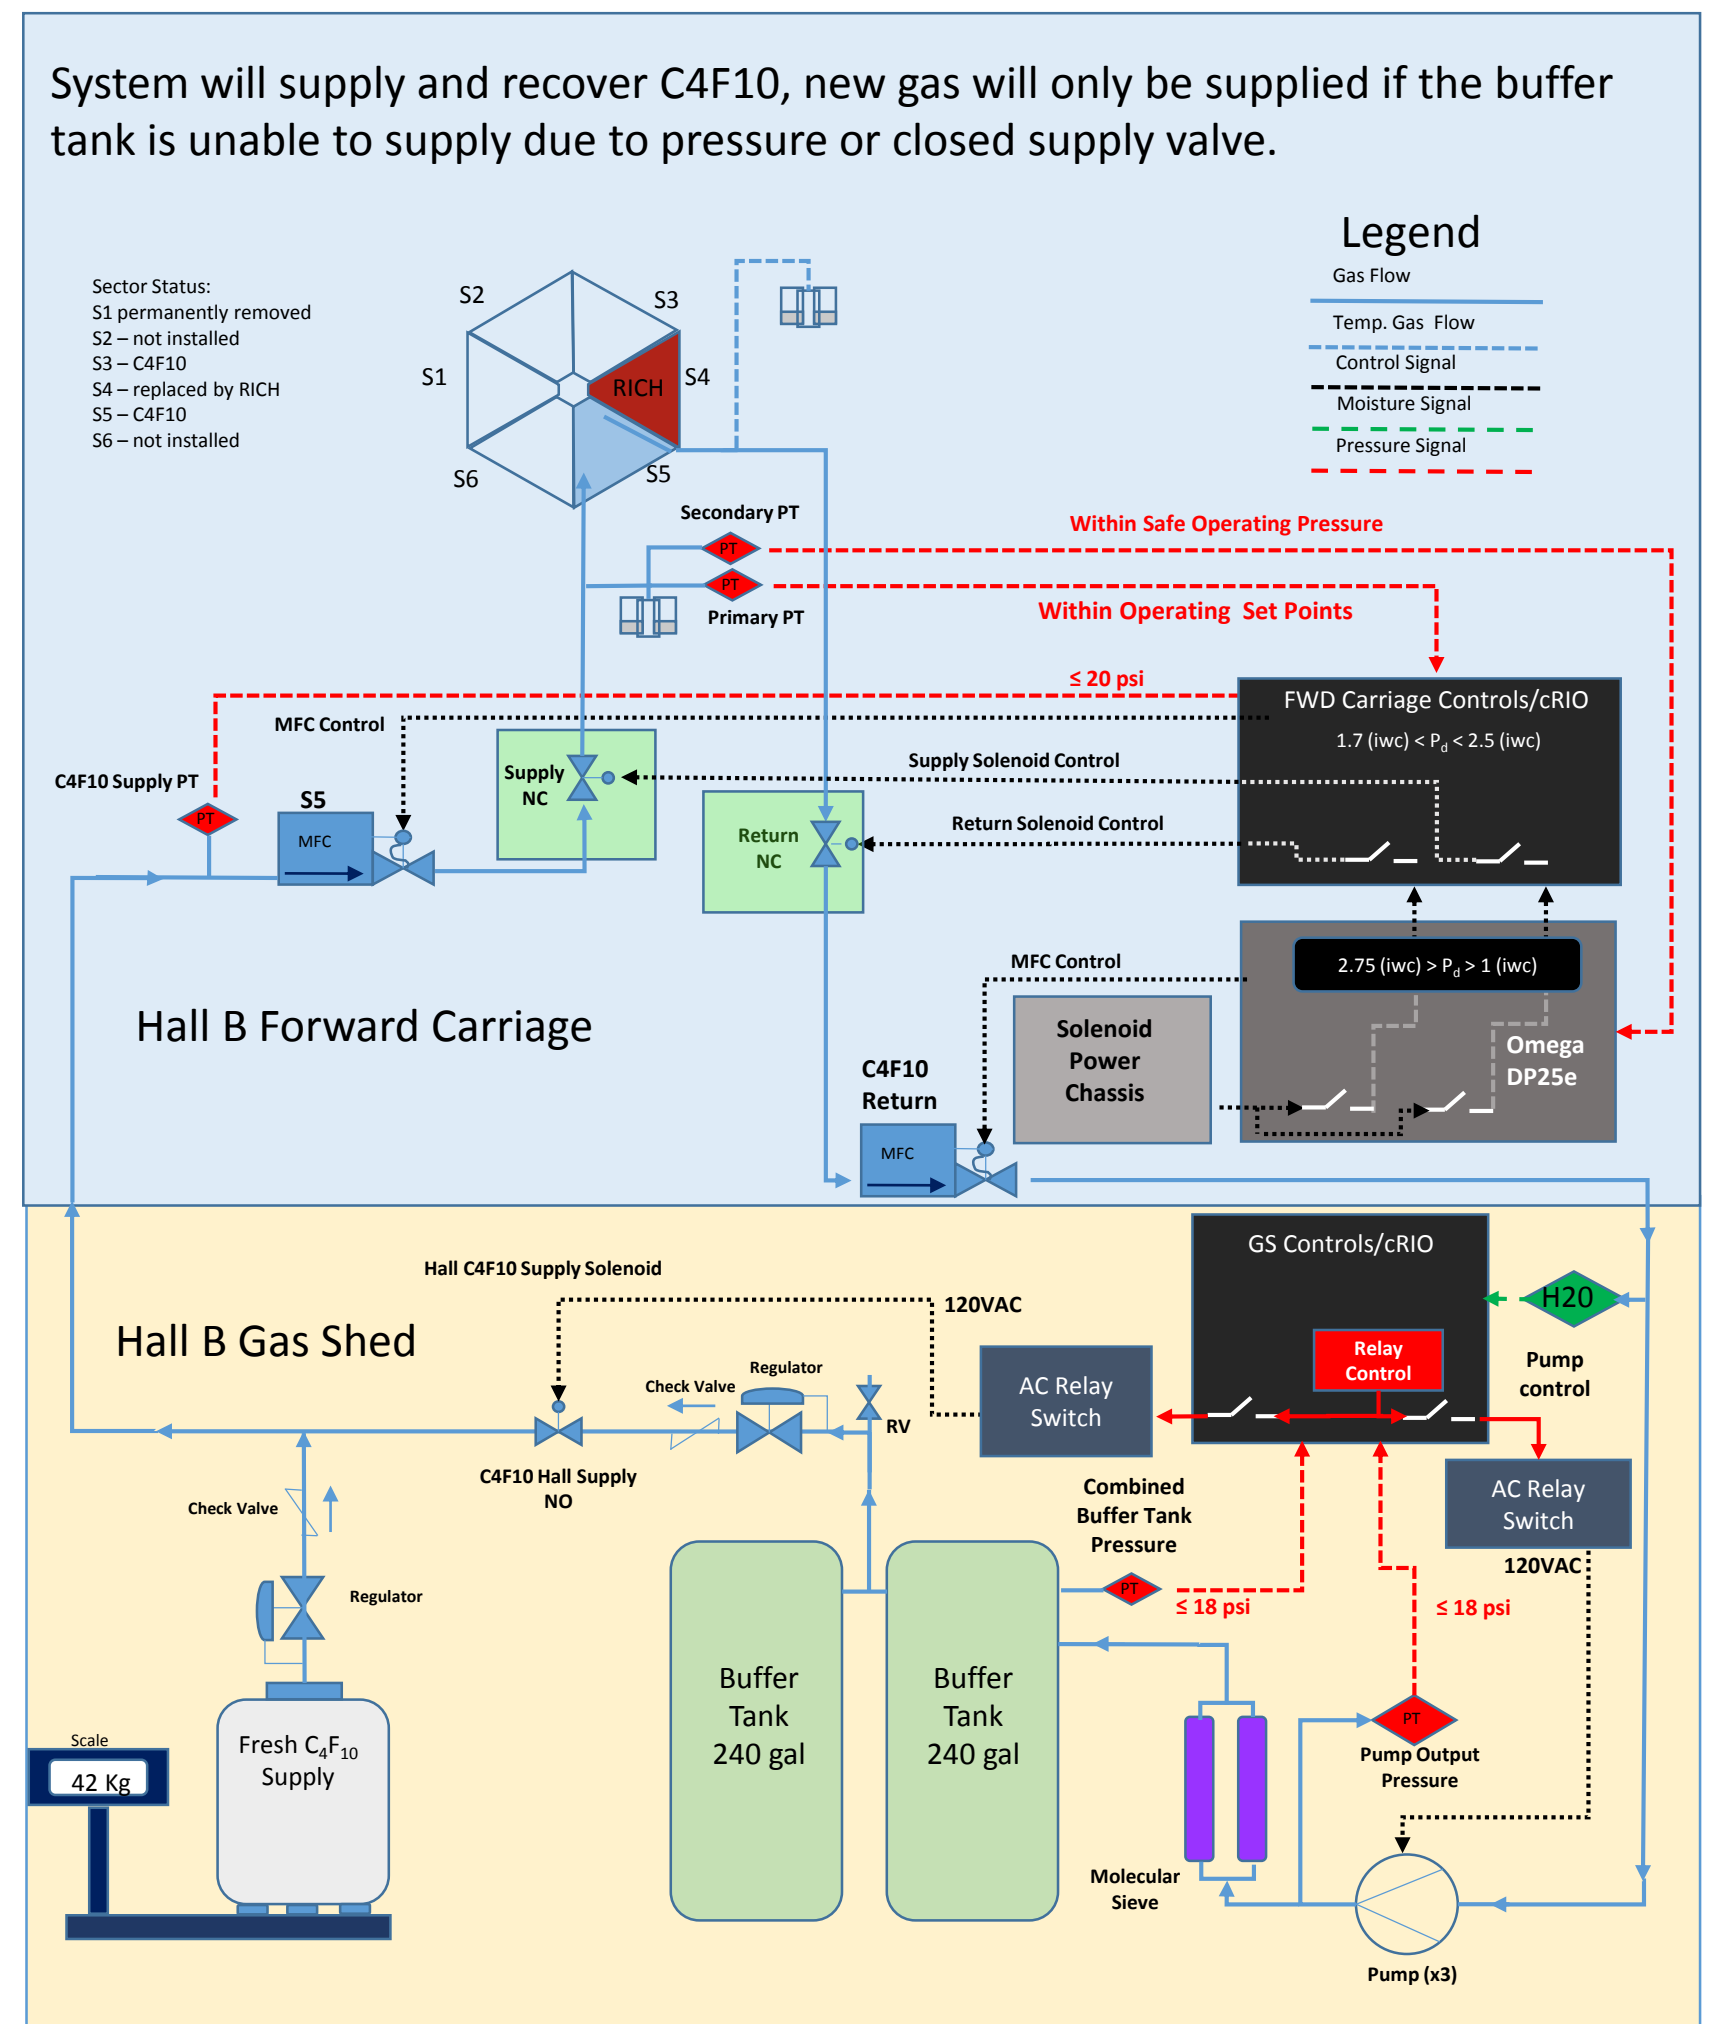 System will supply and recover C4F10, new gas will only be supplied if the buffer
tank is unable to supply due to pressure or closed supply valve.
Legend
Gas Flow
Temp. Gas Flow
Control Signal
Moisture Signal
Pressure Signal
Sector Status:
S1 permanently removed
S2 – not installed
S3 – C4F10
S4 – replaced by RICH
S5 – C4F10
S6 – not installed
S2
S3
S1
RICH
S4
S6
S5
Secondary PT
PT
Within Safe Operating Pressure
PT
Primary PT
Within Operating Set Points
≤ 20 psi
FWD Carriage Controls/cRIO
1.7 (iwc) < Pd < 2.5 (iwc)
MFC Control
Supply Solenoid Control
Supply
NC
C4F10 Supply PT
PT
S5
MFC
Return Solenoid Control
Return
NC
MFC Control
2.75 (iwc) > Pd > 1 (iwc)
Omega
DP25e
Solenoid
Power
Chassis
Hall B Forward Carriage
C4F10
Return
MFC
GS Controls/cRIO
Hall C4F10 Supply Solenoid
120VAC
H20
Hall B Gas Shed
Relay
Control
Pump
control
Regulator
Check Valve
AC Relay
Switch
RV
C4F10 Hall Supply
NO
Combined
Buffer Tank
Pressure
AC Relay
Switch
Check Valve
120VAC
Regulator
PT
≤ 18 psi
≤ 18 psi
Buffer
Tank
240 gal
Buffer
Tank
240 gal
PT
Pump Output
Pressure
Scale
42 Kg
Fresh C4F10
Supply
Molecular
Sieve
Pump (x3)